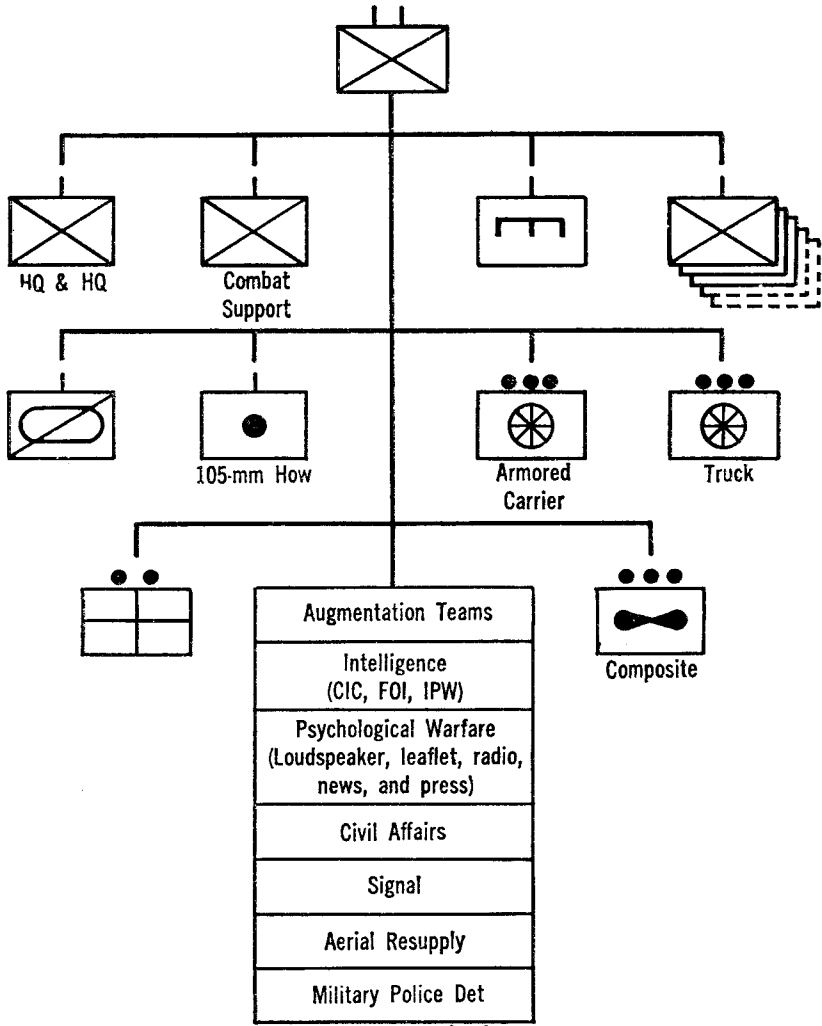 HQ & HQ
Combat
Support
105-mm How
Armored
Carrier
Truck
Composite
Augmentation Teams
Intelligence
(CIC, FOI, IPW)
Psychological Warfare
(Loudspeaker, leaflet, radio,
news, and press)
Civil Affairs
Signal
Aerial Resupply
Military Police Det